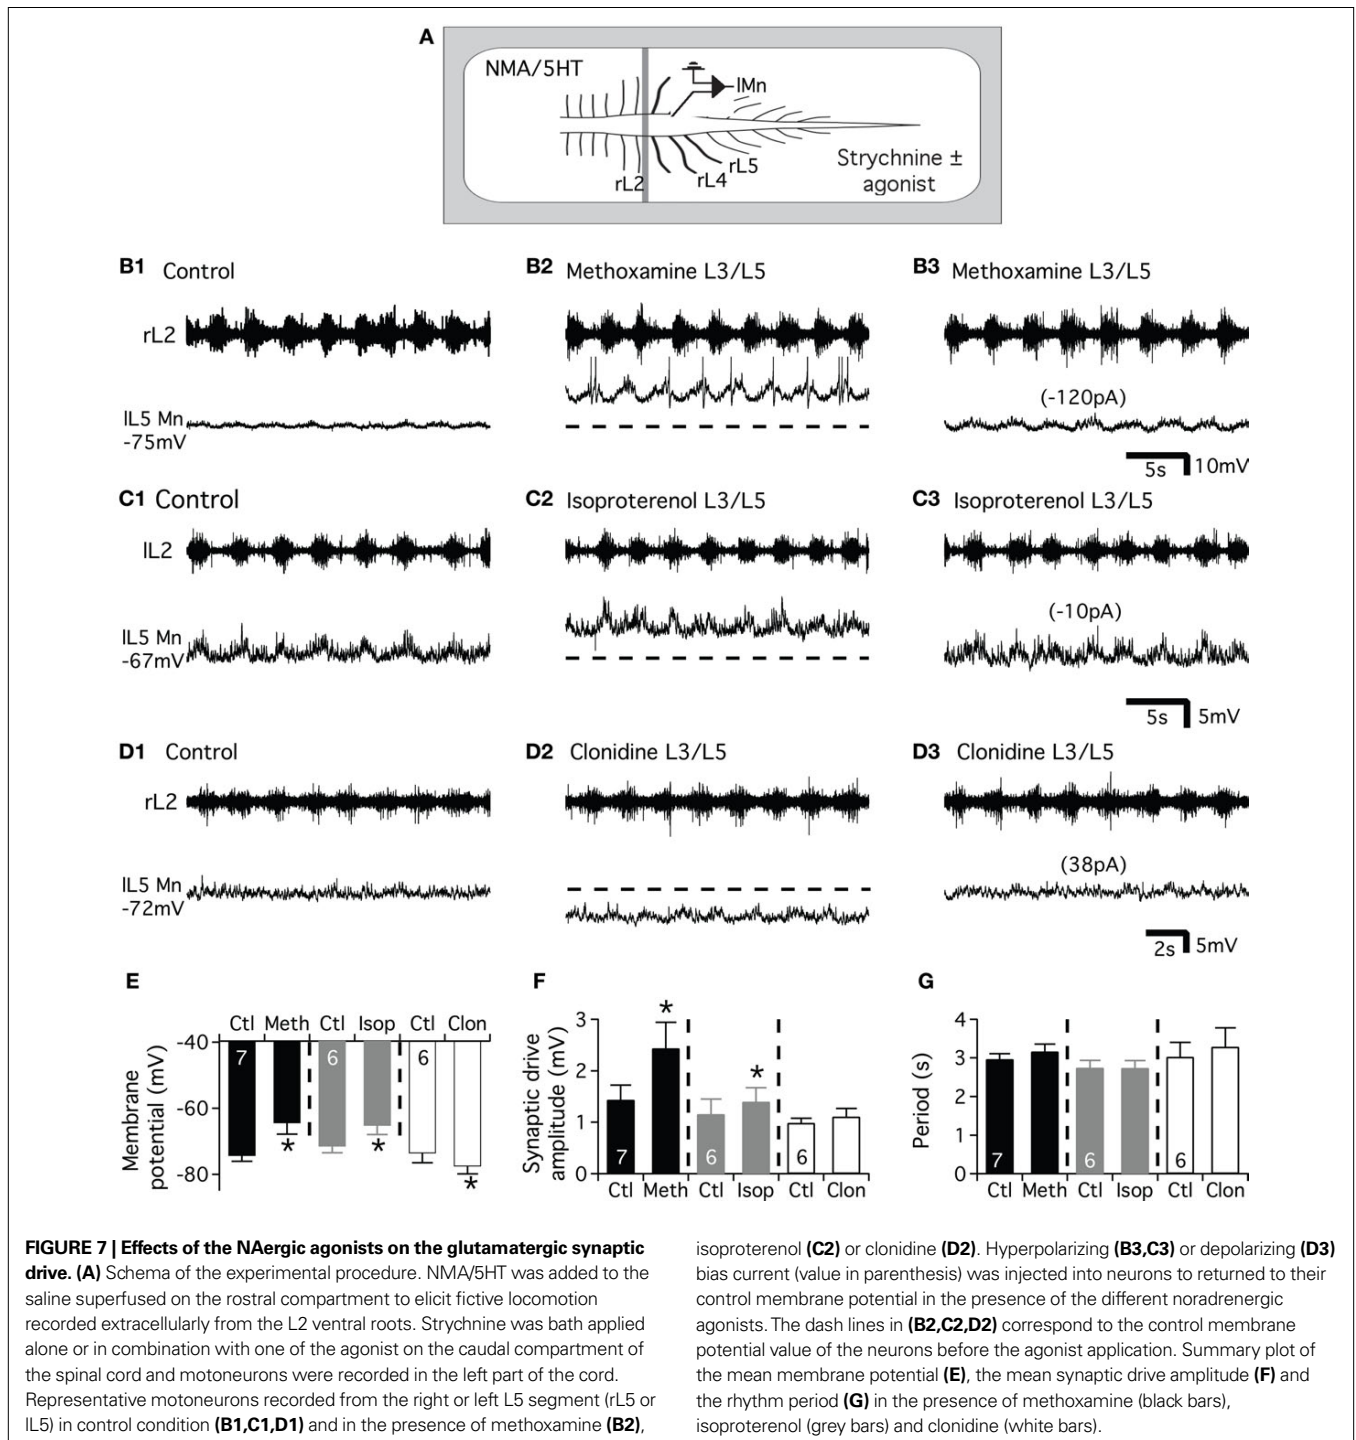 A
NMA/5HT
lMn
rL2
rL4
rL5
Strychnine ±
agonist
B1 Control
rL2
lL5 Mn
-75mV
B2 Methoxamine L3/L5
B3 Methoxamine L3/L5
(-120pA)
5s
10mV
C1 Control
lL2
lL5 Mn
-67mV
C2 Isoproterenol L3/L5
C3 Isoproterenol L3/L5
(-10pA)
5s
5mV
D1 Control
rL2
lL5 Mn
-72mV
D2 Clonidine L3/L5
D3 Clonidine L3/L5
(38pA)
2s
5mV
E
Ctl Meth Ctl Isop Ctl Clon
-40
-60
-80
Membrane
potential (mV)
7 6 6
* * *
F
3
2
1
0
Synaptic drive
amplitude (mV)
* *
7 6 6
Ctl Meth Ctl Isop Ctl Clon
G
4
3
2
1
0
Period (s)
7 6 6
Ctl Meth Ctl Isop Ctl Clon
FIGURE 7 | Effects of the NAergic agonists on the glutamatergic synaptic
drive. (A) Schema of the experimental procedure. NMA/5HT was added to the
saline superfused on the rostral compartment to elicit fictive locomotion
recorded extracellularly from the L2 ventral roots. Strychnine was bath applied
alone or in combination with one of the agonist on the caudal compartment of
the spinal cord and motoneurons were recorded in the left part of the cord.
Representative motoneurons recorded from the right or left L5 segment (rL5 or
lL5) in control condition (B1,C1,D1) and in the presence of methoxamine (B2),
isoproterenol (C2) or clonidine (D2). Hyperpolarizing (B3,C3) or depolarizing (D3)
bias current (value in parenthesis) was injected into neurons to returned to their
control membrane potential in the presence of the different noradrenergic
agonists. The dash lines in (B2,C2,D2) correspond to the control membrane
potential value of the neurons before the agonist application. Summary plot of
the mean membrane potential (E), the mean synaptic drive amplitude (F) and
the rhythm period (G) in the presence of methoxamine (black bars),
isoproterenol (grey bars) and clonidine (white bars).